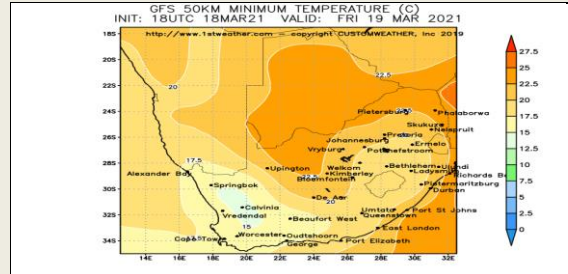 GFS 50KM MINIMUM TEMPERATURE (C)
INIT: 18UTC 18MAR21 VALID: FRI 19 MAR 2021
http://www.1stweather.com — copyright CUSTOMWEATHER, Inc 2019
18S
20S
22S
24S
26S
28S
30S
32S
34S
14E
16E
18E
20E
22E
24E
26E
28E
30E
32E
22.5
20
Pietersburg
Phalaborwa
Skukuza
Nelspruit
Johannesburg
Pretoria
Ermelo
Vryburg
Potchefstroom
17.5
Alexander Bay
Upington
Welkom
Bethlehem
Ulundi
Kimberley
Ladysmith
Bloemfontein
Richards B
Springbok
Pietermaritzburg
Durban
De Aar
20
Calvinia
Vredendal
Umtata
Port St Johns
Queenstown
Beaufort West
15
East London
Worcester
Oudtshoorn
Cape Town
George
Port Elizabeth
27.5
25
22.5
20
17.5
15
12.5
10
7.5
5
2.5
0